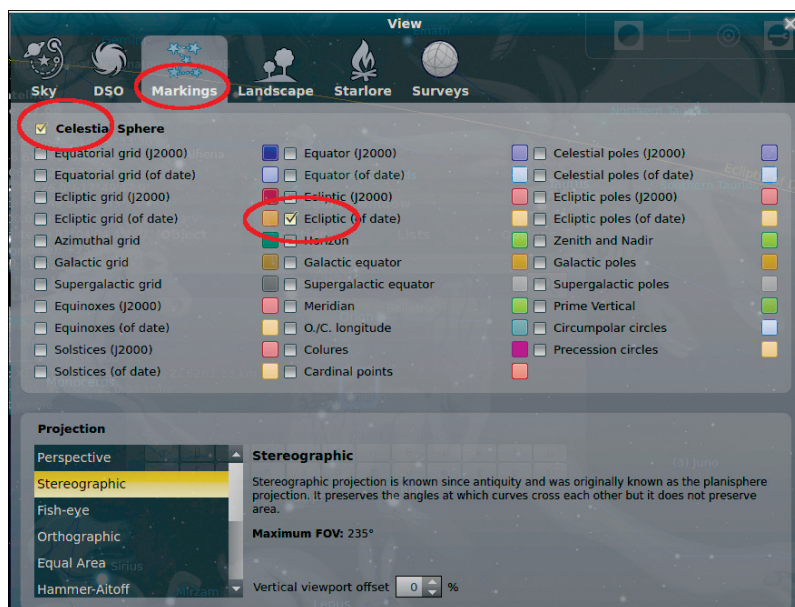 View
Sky DSO Markings Landscape Starlore Surveys
Celestial Sphere
Equatorial grid (J2000) Equator (J2000) Celestial poles (J2000)
Equatorial grid (of date) Equator (of date) Celestial poles (of date)
Ecliptic grid (J2000) Ecliptic (J2000) Ecliptic poles (J2000)
Ecliptic grid (of date) Ecliptic (of date) Ecliptic poles (of date)
Azimuthal grid Horizon Zenith and Nadir
Galactic grid Galactic equator Galactic poles
Supergalactic grid Supergalactic equator Supergalactic poles
Equinoxes (J2000) Meridian Prime Vertical
Equinoxes (of date) O./C. longitude Circumpolar circles
Solstices (J2000) Colures Precession circles
Solstices (of date) Cardinal points
Projection
Perspective
Stereographic
Fish-eye
Orthographic
Equal Area
Hammer-Aitoff
Stereographic
Stereographic projection is known since antiquity and was originally known as the planisphere
projection. It preserves the angles at which curves cross each other but it does not preserve
area.
Maximum FOV: 235°
Vertical viewport offset 0 %
Sirius
Mirzam
Lepus
(3) Juno